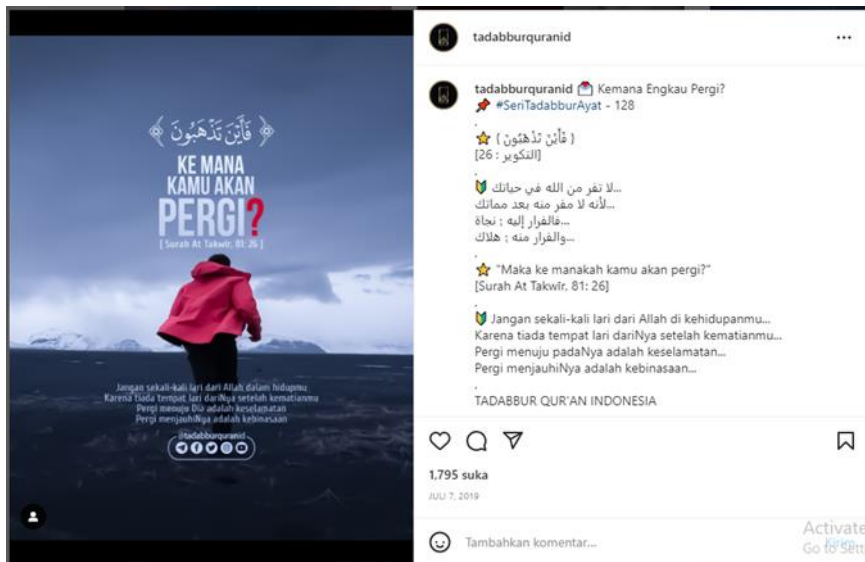 ﴿ فَأَيْنَ تَذْهَبُونَ ﴾
KE MANA
KAMU AKAN
PERGI?
[ Surah At Takwir, 81: 26 ]
Jangan sekali-kali lari dari Allah dalam hidupmu
Karena tiada tempat lari dariNya setelah kematianmu
Pergi menuju Dia adalah keselamatan
Pergi menjauhiNya adalah kebinasaan
@tadabburquranid
tadabburquranid
tadabburquranid 📩 Kemana Engkau Pergi?
📌 #SeriTadabburAyat - 128
.
⭐ { فَأَيْنَ تَذْهَبُونَ }
[التكوير : 26]
.
🔰 لا تفر من الله في حياتك...
لأنه لا مفر منه بعد مماتك...
فالفرار إليه : نجاة...
والفرار منه : هلاك...
.
⭐ "Maka ke manakah kamu akan pergi?"
[Surah At Takwîr, 81: 26]
.
🔰 Jangan sekali-kali lari dari Allah di kehidupanmu...
Karena tiada tempat lari dariNya setelah kematianmu...
Pergi menuju padaNya adalah keselamatan...
Pergi menjauhiNya adalah kebinasaan...
.
TADABBUR QUR'AN INDONESIA
1,795 suka
JULI 7, 2019
Tambahkan komentar...
Kirim
Activate
Go to Sett